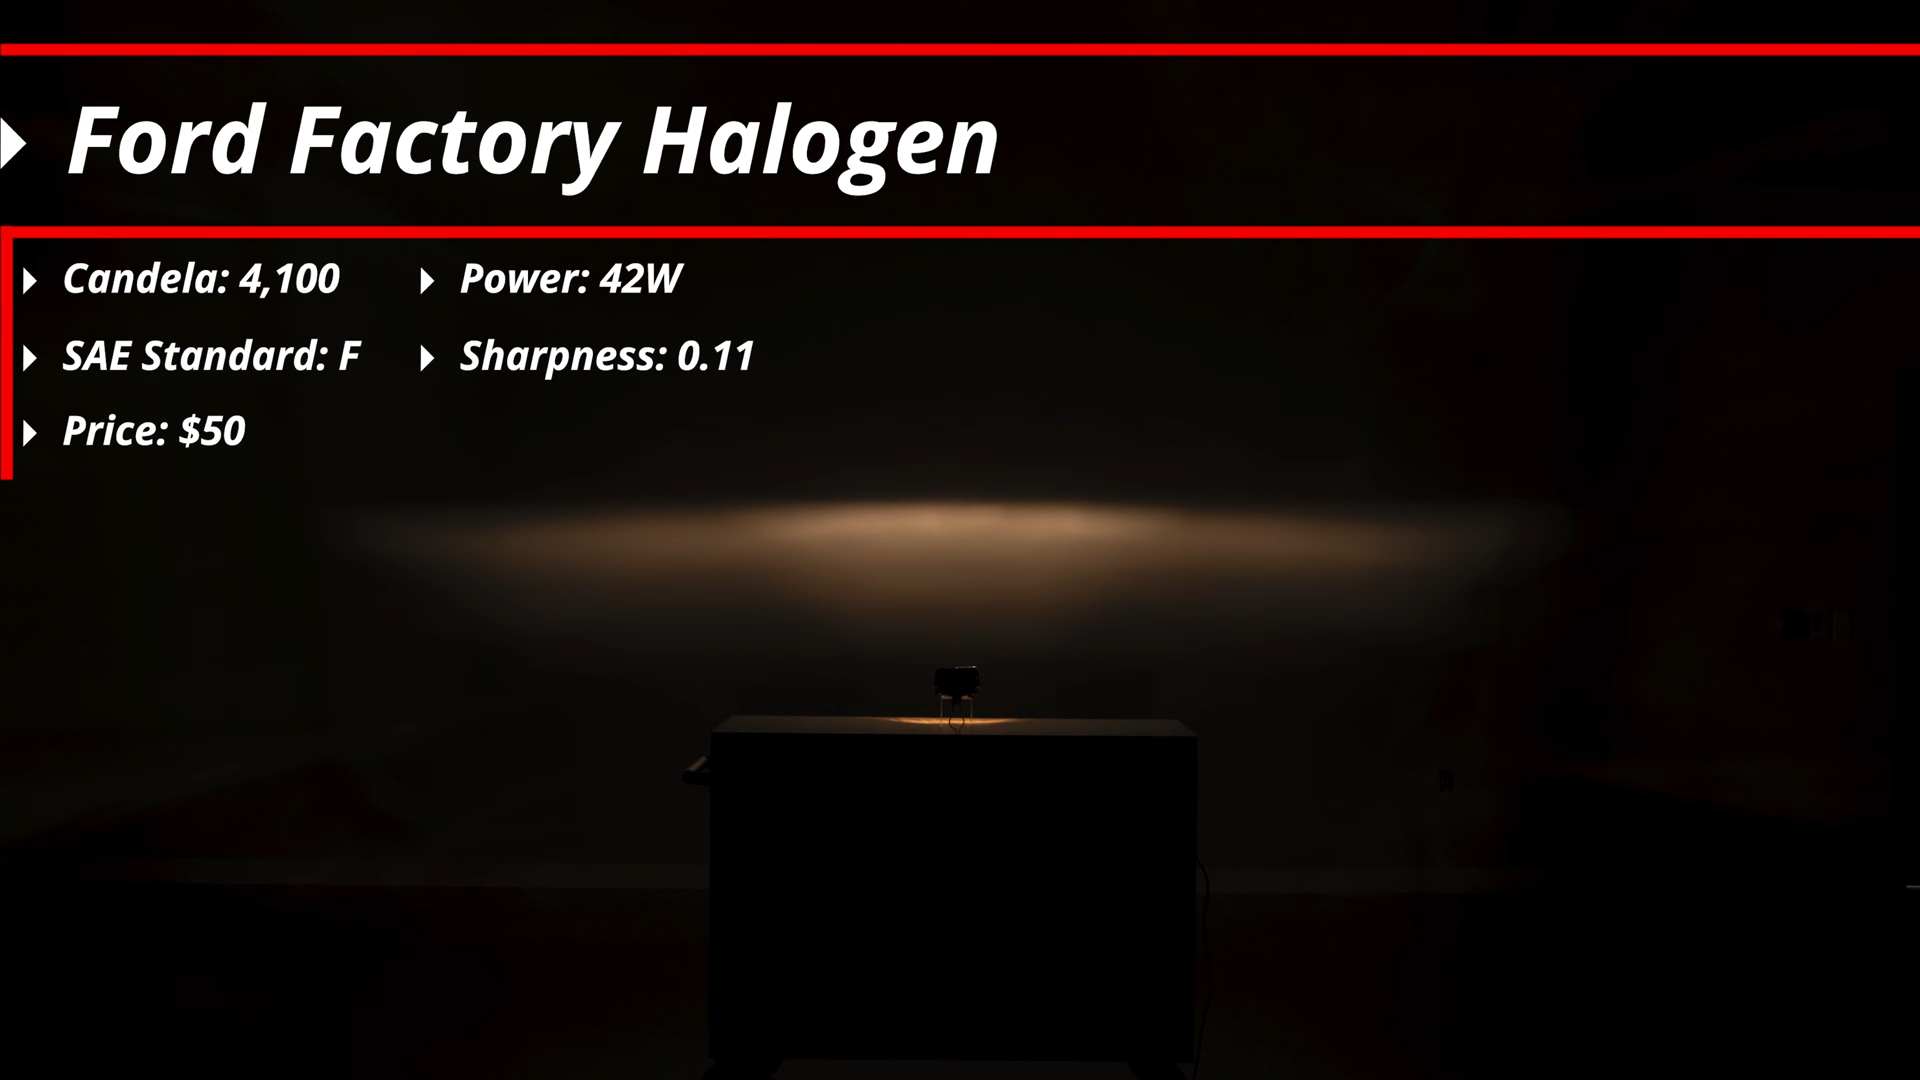 Ford Factory Halogen
Candela: 4,100
Power: 42W
SAE Standard: F
Sharpness: 0.11
Price: $50